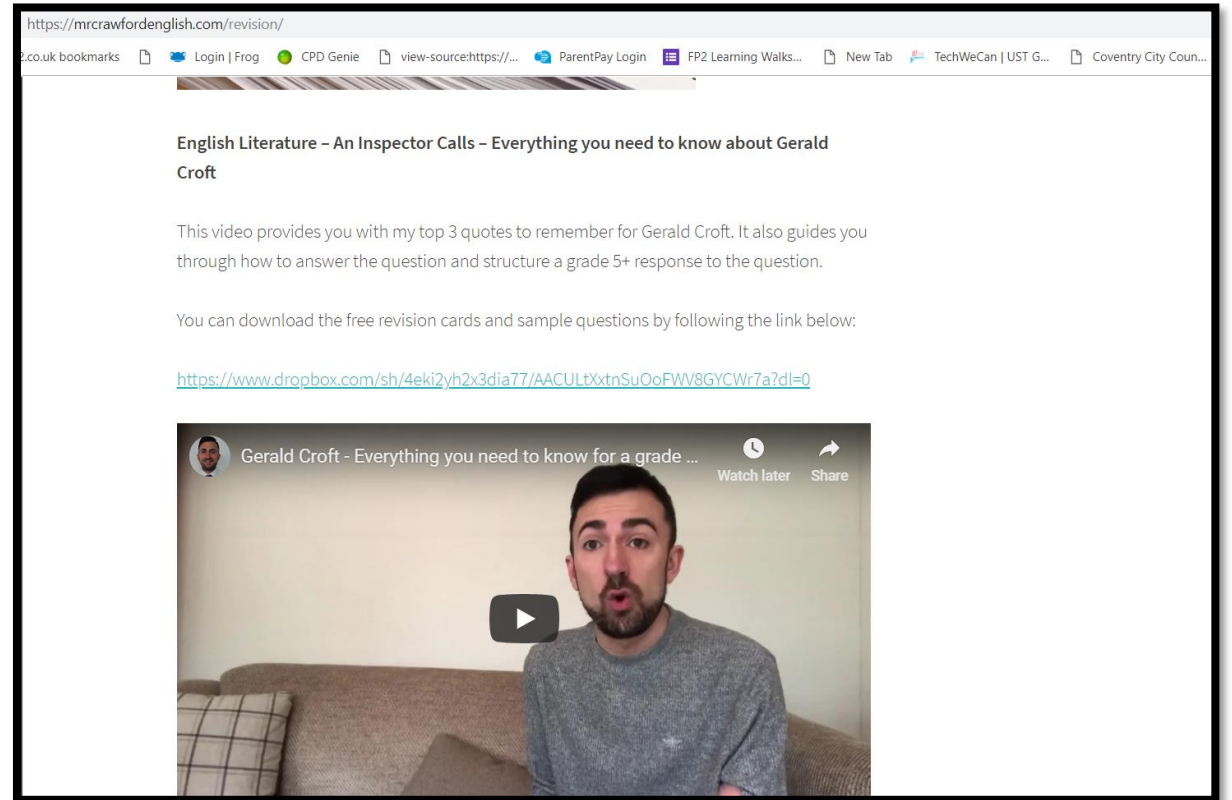 https://mrcrawfordenglish.com/revision/
2.co.uk bookmarks Login | Frog CPD Genie view-source:https://... ParentPay Login FP2 Learning Walks... New Tab TechWeCan | UST G... Coventry City Coun...
English Literature – An Inspector Calls – Everything you need to know about Gerald
Croft
This video provides you with my top 3 quotes to remember for Gerald Croft. It also guides you
through how to answer the question and structure a grade 5+ response to the question.
You can download the free revision cards and sample questions by following the link below:
https://www.dropbox.com/sh/4eki2yh2x3dia77/AACULtXxtnSuOoFWV8GYCWr7a?dl=0
Gerald Croft - Everything you need to know for a grade ...
Watch later Share